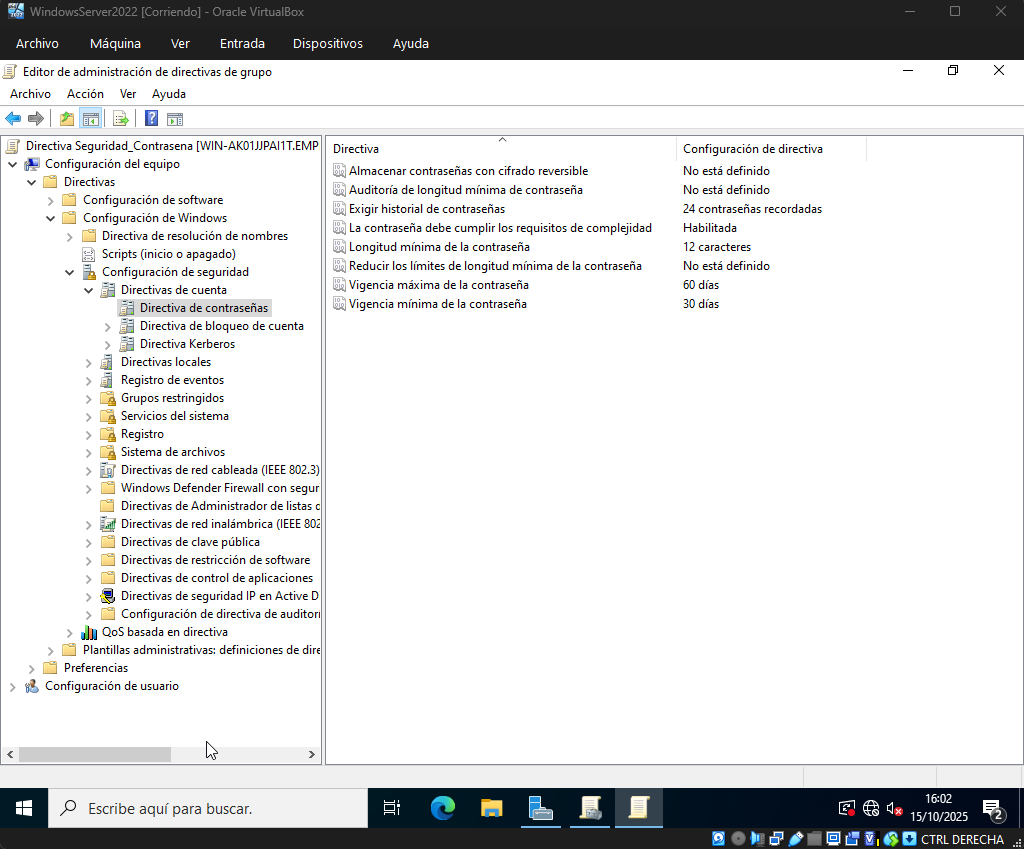 WindowsServer2022 [Corriendo] - Oracle VirtualBox
Archivo Máquina Ver Entrada Dispositivos Ayuda
Editor de administración de directivas de grupo
Archivo Acción Ver Ayuda
Directiva Seguridad_Contrasena [WIN-AK01JJPAI1T.EMP
Configuración del equipo
Directivas
Configuración de software
Configuración de Windows
Directiva de resolución de nombres
Scripts (inicio o apagado)
Configuración de seguridad
Directivas de cuenta
Directiva de contraseñas
Directiva de bloqueo de cuenta
Directiva Kerberos
Directivas locales
Registro de eventos
Grupos restringidos
Servicios del sistema
Registro
Sistema de archivos
Directivas de red cableada (IEEE 802.3)
Windows Defender Firewall con segur
Directivas de Administrador de listas d
Directivas de red inalámbrica (IEEE 802
Directivas de clave pública
Directivas de restricción de software
Directivas de control de aplicaciones
Directivas de seguridad IP en Active D
Configuración de directiva de auditorí
QoS basada en directiva
Plantillas administrativas: definiciones de dire
Preferencias
Configuración de usuario
Directiva Configuración de directiva
Almacenar contraseñas con cifrado reversible No está definido
Auditoría de longitud mínima de contraseña No está definido
Exigir historial de contraseñas 24 contraseñas recordadas
La contraseña debe cumplir los requisitos de complejidad Habilitada
Longitud mínima de la contraseña 12 caracteres
Reducir los límites de longitud mínima de la contraseña No está definido
Vigencia máxima de la contraseña 60 días
Vigencia mínima de la contraseña 30 días
Escribe aquí para buscar.
16:02
15/10/2025
2
CTRL DERECHA